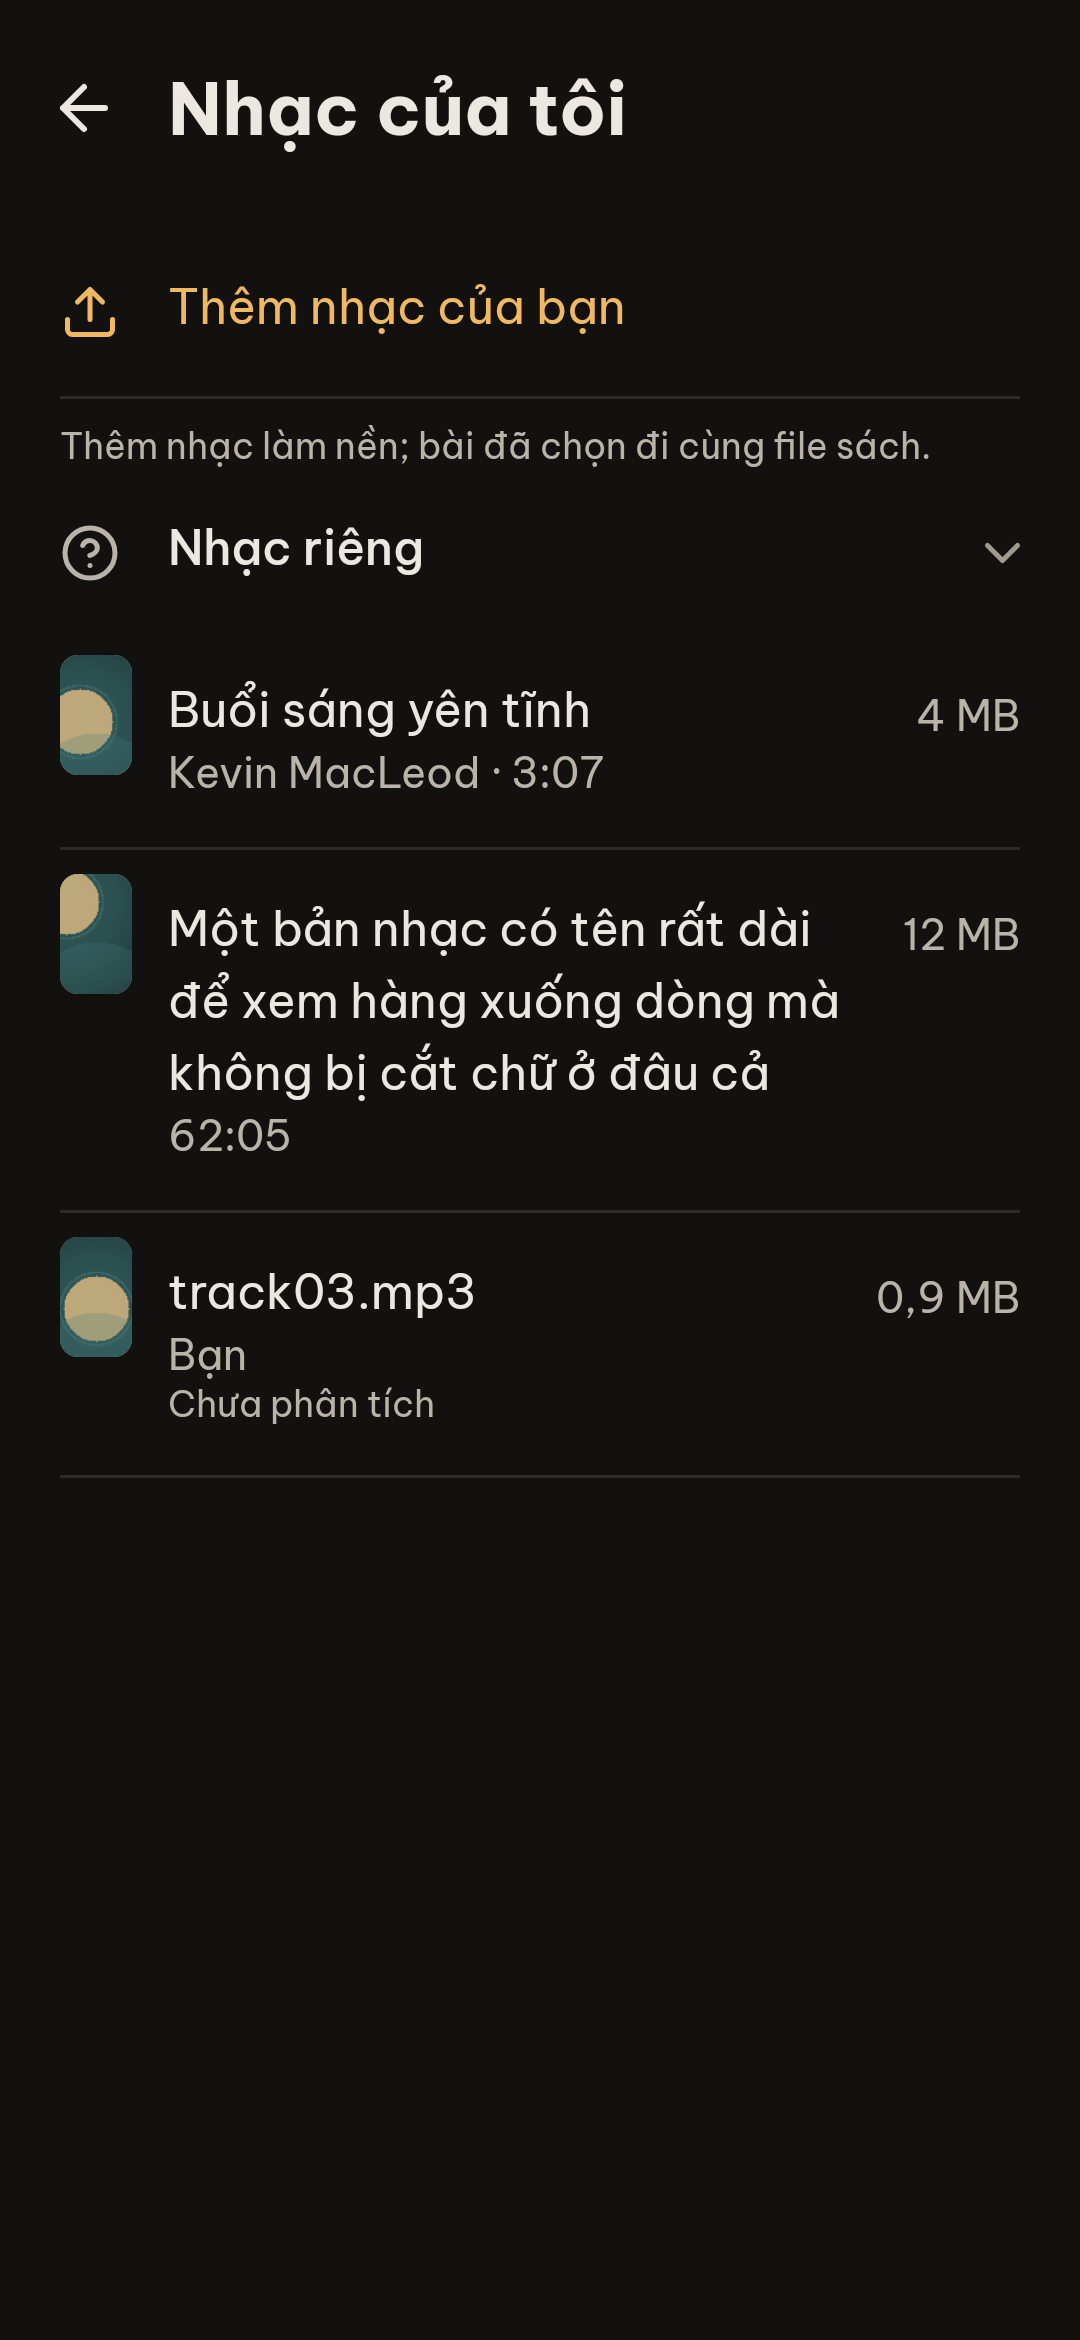 Nhạc của tôi
Thêm nhạc của bạn
Thêm nhạc làm nền; bài đã chọn đi cùng file sách.
Nhạc riêng
Buổi sáng yên tĩnh
4 MB
Kevin MacLeod · 3:07
Một bản nhạc có tên rất dài
12 MB
để xem hàng xuống dòng mà
không bị cắt chữ ở đâu cả
62:05
track03.mp3
0,9 MB
Bạn
Chưa phân tích